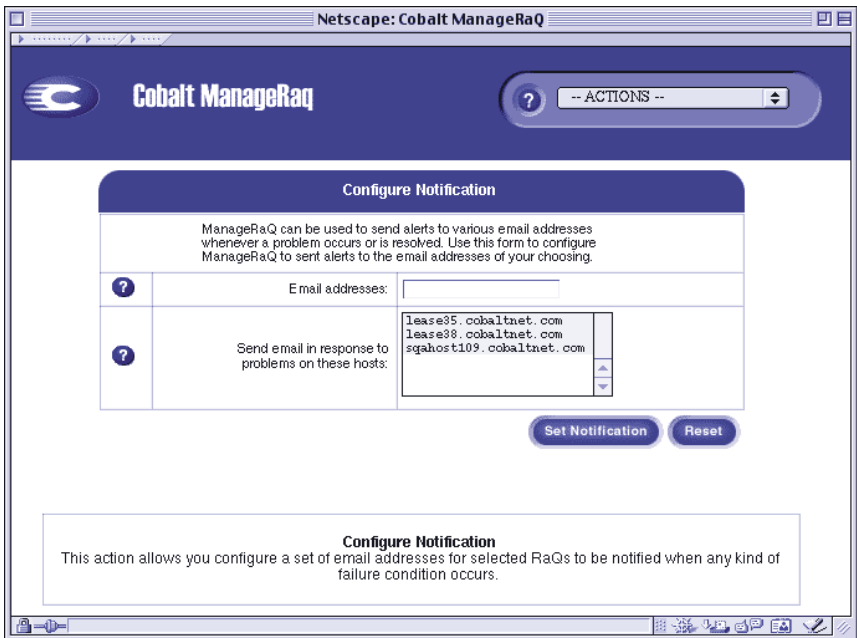 Netscape: Cobalt ManageRaQ
Cobalt ManageRaq
?
-- ACTIONS --
Configure Notification
ManageRaQ can be used to send alerts to various email addresses
whenever a problem occurs or is resolved. Use this form to configure
ManageRaQ to sent alerts to the email addresses of your choosing.
?
Email addresses:
?
Send email in response to
problems on these hosts:
lease35.cobaltnet.com
lease38.cobaltnet.com
sqahost109.cobaltnet.com
Set Notification
Reset
Configure Notification
This action allows you configure a set of email addresses for selected RaQs to be notified when any kind of
failure condition occurs.